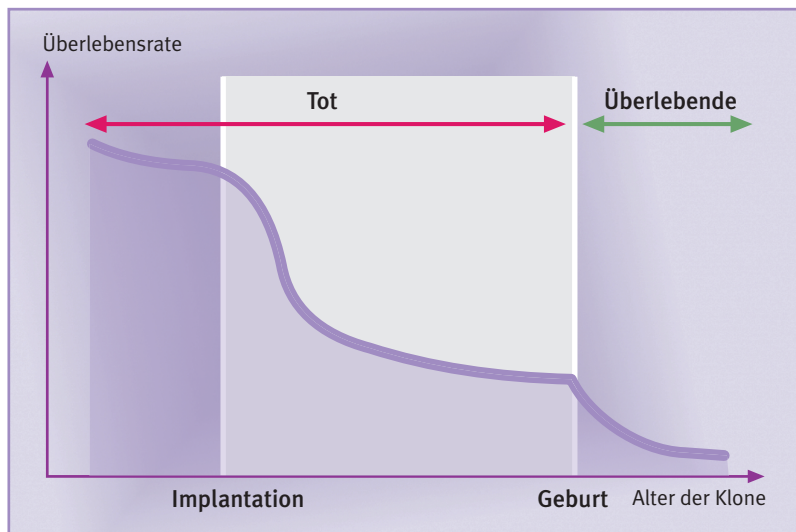 Überlebensrate
Tot
Überlebende
Implantation
Geburt
Alter der Klone